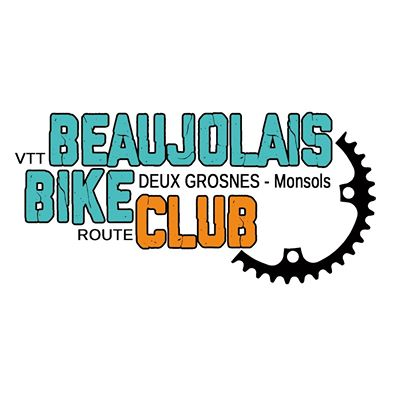 VTT BEAUJOLAIS
BIKE DEUX GROSNES - Monsols
ROUTE CLUB